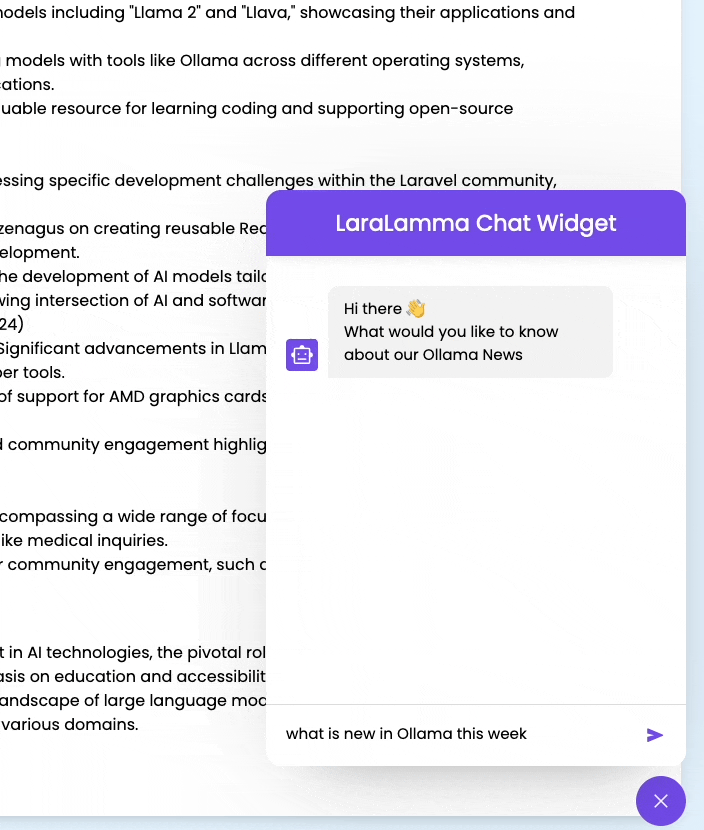 models including "Llama 2" and "Llava," showcasing their applications and
models with tools like Ollama across different operating systems,
cations.
uable resource for learning coding and supporting open-source
essing specific development challenges within the Laravel community,
zenagus on creating reusable Rea
elopment.
he development of AI models tailo
wing intersection of AI and softwar
24)
Significant advancements in Llam
per tools.
of support for AMD graphics cards
d community engagement highlig
compassing a wide range of focu
like medical inquiries.
r community engagement, such a
t in AI technologies, the pivotal rol
asis on education and accessibilit
landscape of large language mod
various domains.
LaraLamma Chat Widget
Hi there 👋
What would you like to know
about our Ollama News
what is new in Ollama this week